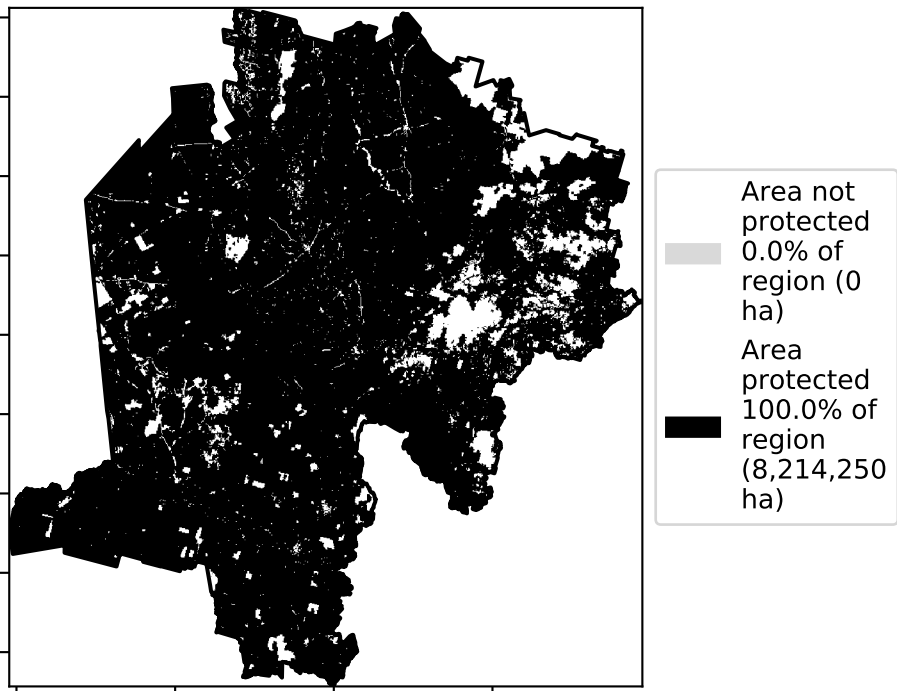 Area not
protected
0.0% of
region (0
ha)
Area
protected
100.0% of
region
(8,214,250
ha)